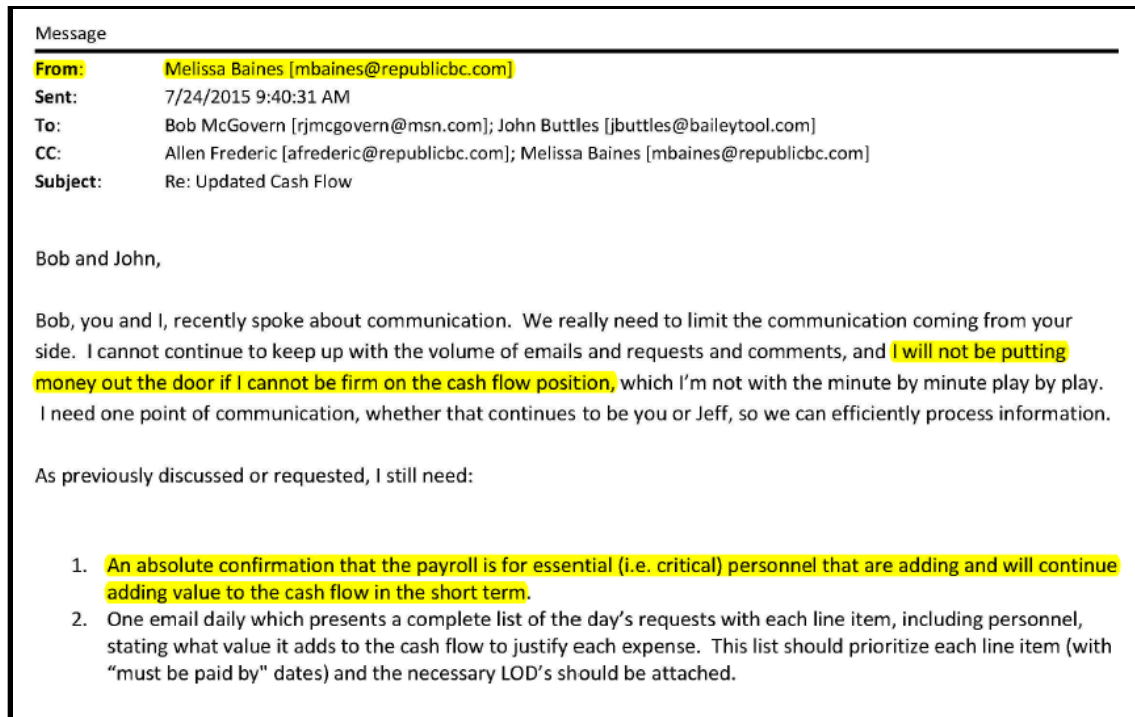 Message
From: Melissa Baines [mbaines@republicbc.com]
Sent: 7/24/2015 9:40:31 AM
To: Bob McGovern [rjmcgovern@msn.com]; John Buttles [jbuttles@baileytool.com]
CC: Allen Frederic [afrederic@republicbc.com]; Melissa Baines [mbaines@republicbc.com]
Subject: Re: Updated Cash Flow
Bob and John,
Bob, you and I, recently spoke about communication. We really need to limit the communication coming from your
side. I cannot continue to keep up with the volume of emails and requests and comments, and I will not be putting
money out the door if I cannot be firm on the cash flow position, which I'm not with the minute by minute play by play.
I need one point of communication, whether that continues to be you or Jeff, so we can efficiently process information.
As previously discussed or requested, I still need:
1. An absolute confirmation that the payroll is for essential (i.e. critical) personnel that are adding and will continue
adding value to the cash flow in the short term.
2. One email daily which presents a complete list of the day's requests with each line item, including personnel,
stating what value it adds to the cash flow to justify each expense. This list should prioritize each line item (with
“must be paid by" dates) and the necessary LOD's should be attached.